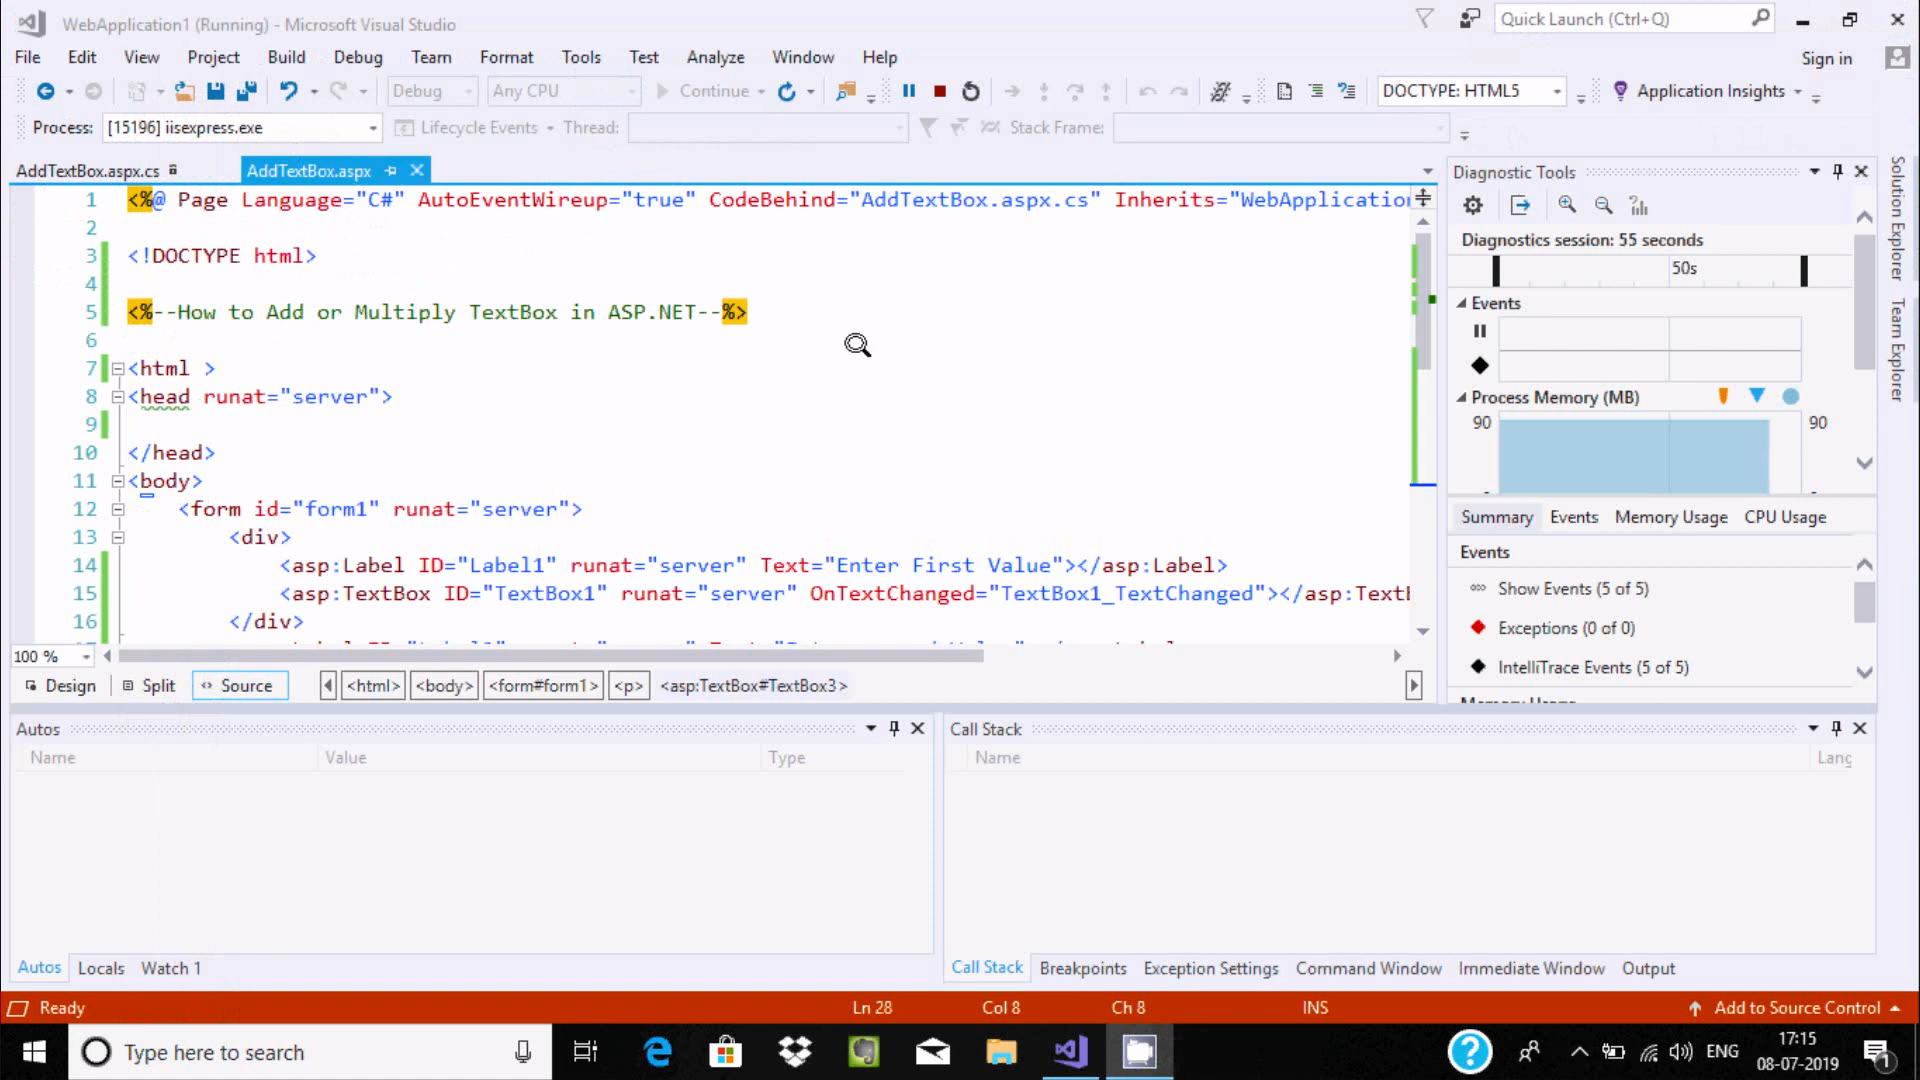 WebApplication1 (Running) - Microsoft Visual Studio
Quick Launch (Ctrl+Q)
File Edit View Project Build Debug Team Format Tools Test Analyze Window Help
Sign in
Debug Any CPU Continue DOCTYPE: HTML5 Application Insights
Process: [15196] iisexpress.exe Lifecycle Events Thread: Stack Frame:
AddTextBox.aspx.cs AddTextBox.aspx
1 <%@ Page Language="C#" AutoEventWireup="true" CodeBehind="AddTextBox.aspx.cs" Inherits="WebApplication
2
3 <!DOCTYPE html>
4
5 <%--How to Add or Multiply TextBox in ASP.NET--%>
6
7 <html >
8 <head runat="server">
9
10 </head>
11 <body>
12 <form id="form1" runat="server">
13 <div>
14 <asp:Label ID="Label1" runat="server" Text="Enter First Value"></asp:Label>
15 <asp:TextBox ID="TextBox1" runat="server" OnTextChanged="TextBox1_TextChanged"></asp:TextB
16 </div>
100 %
Design Split Source <html> <body> <form#form1> <p> <asp:TextBox#TextBox3>
Diagnostic Tools
Diagnostics session: 55 seconds
50s
Events
Process Memory (MB)
90 90
Summary Events Memory Usage CPU Usage
Events
Show Events (5 of 5)
Exceptions (0 of 0)
IntelliTrace Events (5 of 5)
Solution Explorer
Team Explorer
Autos
Name Value Type
Autos Locals Watch 1
Call Stack
Name Lang
Call Stack Breakpoints Exception Settings Command Window Immediate Window Output
Ready Ln 28 Col 8 Ch 8 INS Add to Source Control
Type here to search
ENG
17:15
08-07-2019
1